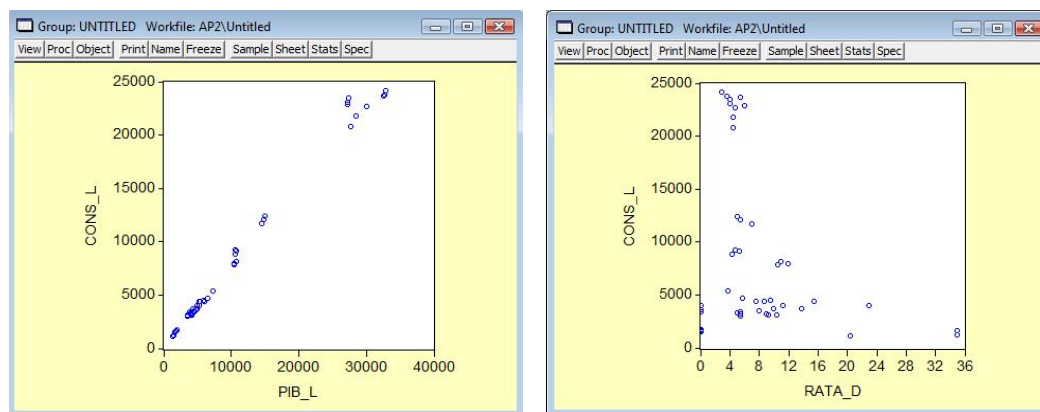 Group: UNTITLED Workfile: AP2\Untitled
View Proc Object Print Name Freeze Sample Sheet Stats Spec
25000
20000
15000
10000
5000
0
CONS_L
0 10000 20000 30000 40000
PIB_L
Group: UNTITLED Workfile: AP2\Untitled
View Proc Object Print Name Freeze Sample Sheet Stats Spec
25000
20000
15000
10000
5000
0
CONS_L
0 4 8 12 16 20 24 28 32 36
RATA_D